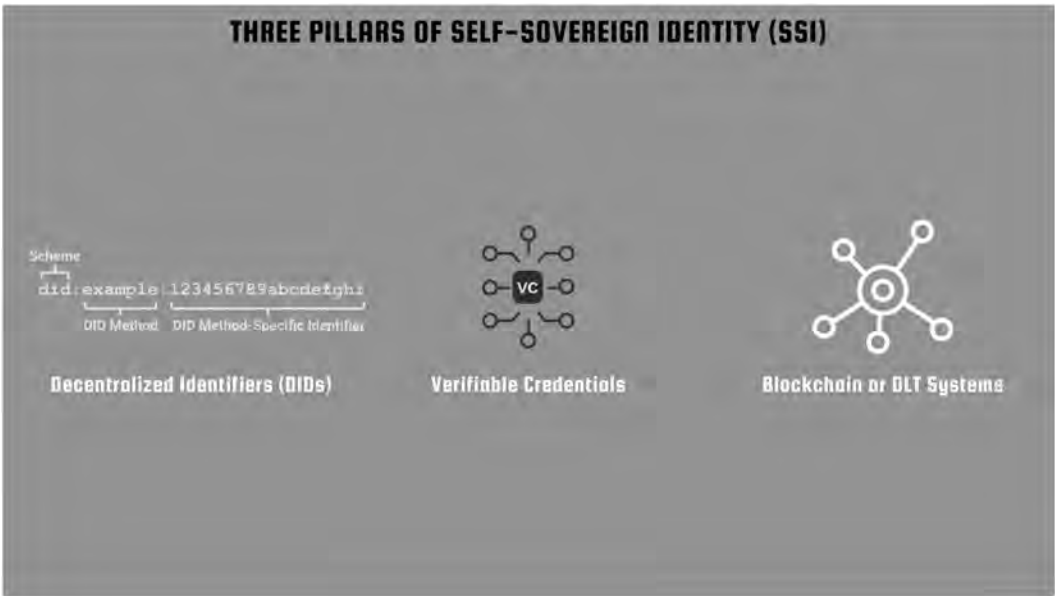 THREE PILLARS OF SELF-SOVEREIGN IDENTITY (SSI)
Scheme
did:example:123456789abcdefghi
DID Method DID Method-Specific Identifier
VC
Decentralized Identifiers (DIDs)
Verifiable Credentials
Blockchain or DLT Systems